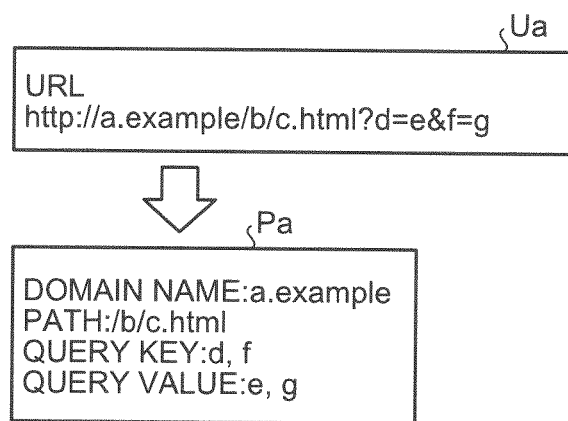 Ua
URL
http://a.example/b/c.html?d=e&f=g
Pa
DOMAIN NAME:a.example
PATH:/b/c.html
QUERY KEY:d, f
QUERY VALUE:e, g